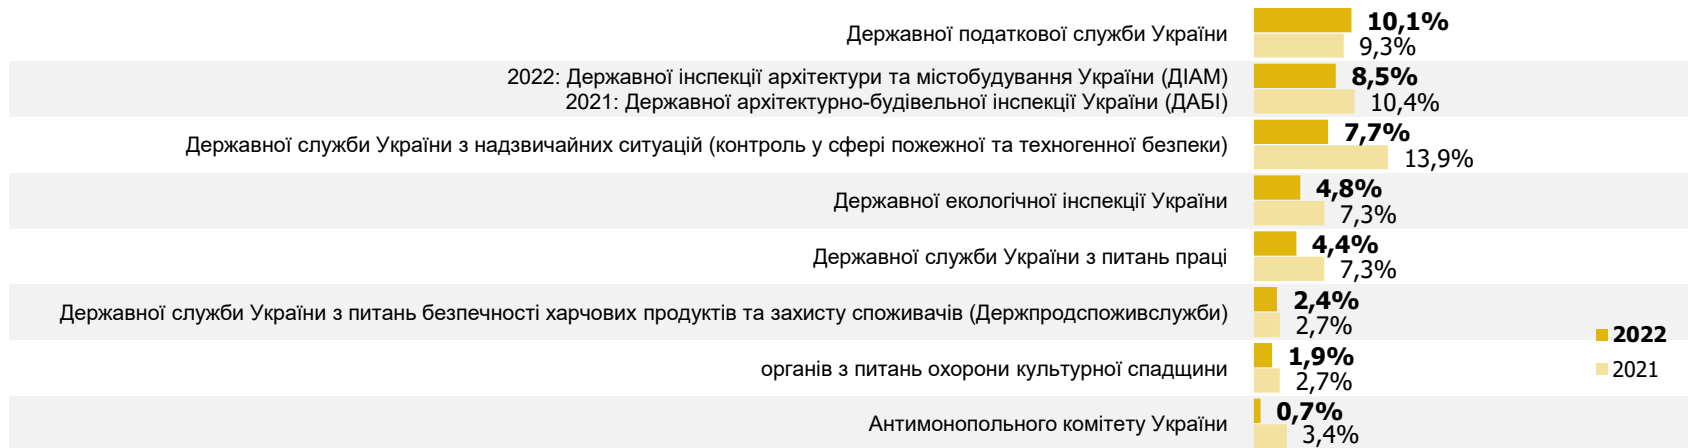 Державної податкової служби України
10,1%
9,3%
2022: Державної інспекції архітектури та містобудування України (ДІАМ)
2021: Державної архітектурно-будівельної інспекції України (ДАБІ)
8,5%
10,4%
Державної служби України з надзвичайних ситуацій (контроль у сфері пожежної та техногенної безпеки)
7,7%
13,9%
Державної екологічної інспекції України
4,8%
7,3%
Державної служби України з питань праці
4,4%
7,3%
Державної служби України з питань безпечності харчових продуктів та захисту споживачів (Держпродспоживслужби)
2,4%
2,7%
органів з питань охорони культурної спадщини
1,9%
2,7%
Антимонопольного комітету України
0,7%
3,4%
2022
2021